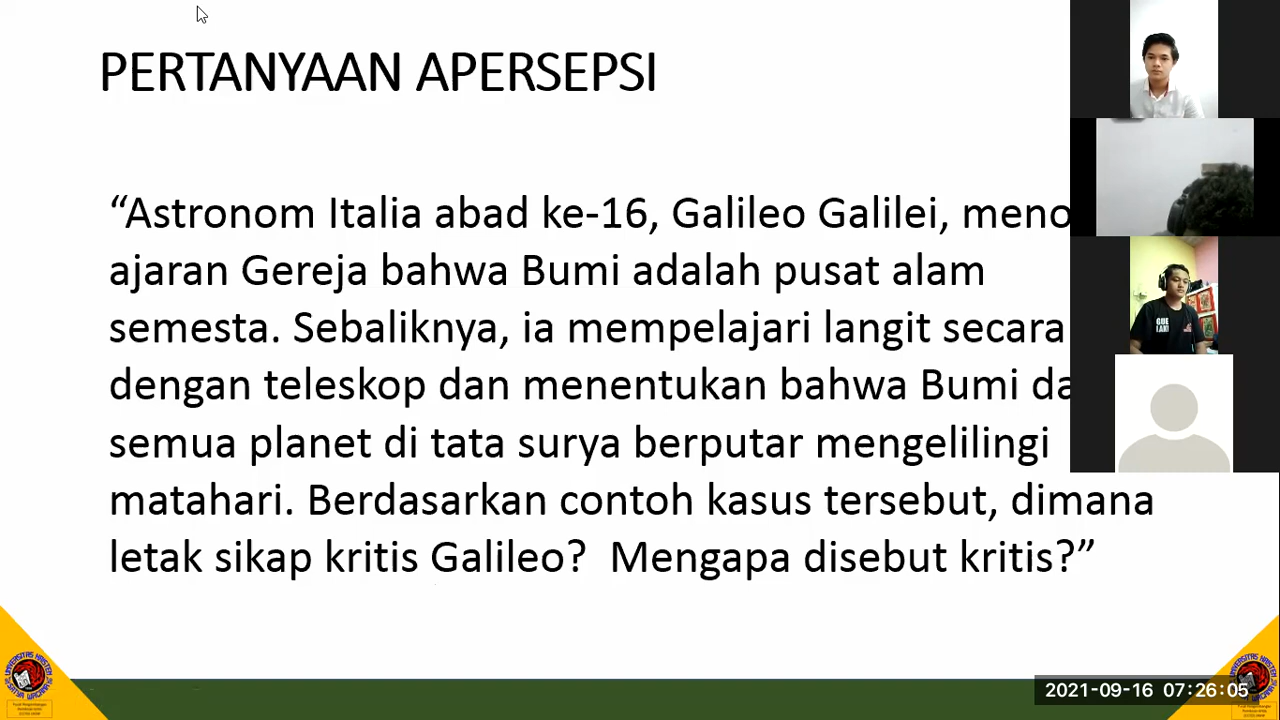 PERTANYAAN APERSEPSI
“Astronom Italia abad ke-16, Galileo Galilei,
ajaran Gereja bahwa Bumi adalah pusat alam
semesta. Sebaliknya, ia mempelajari langit secara
dengan teleskop dan menentukan bahwa Bumi
semua planet di tata surya berputar mengelilingi
matahari. Berdasarkan contoh kasus tersebut, dimana
letak sikap kritis Galileo? Mengapa disebut kritis?”
2021-09-16 07:26:05